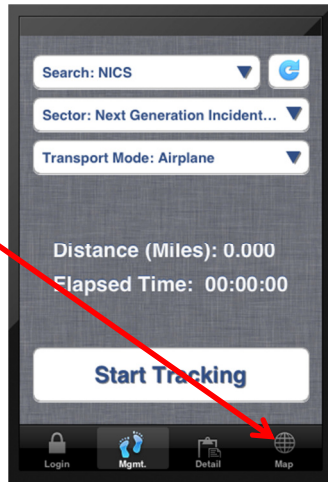 Search: NICS
Sector: Next Generation Incident...
Transport Mode: Airplane
Distance (Miles): 0.000
Elapsed Time: 00:00:00
Start Tracking
Login Mgmt. Detail Map